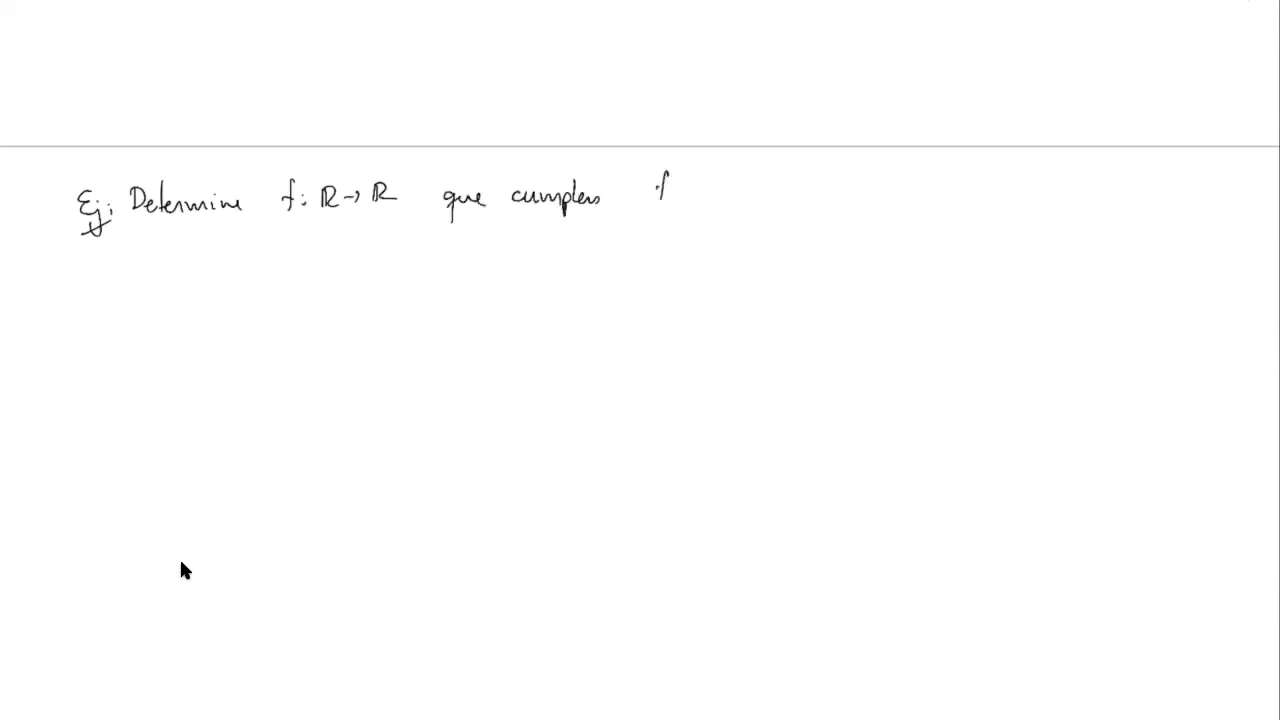 Ej: Determine f: ℝ → ℝ que cumplen f